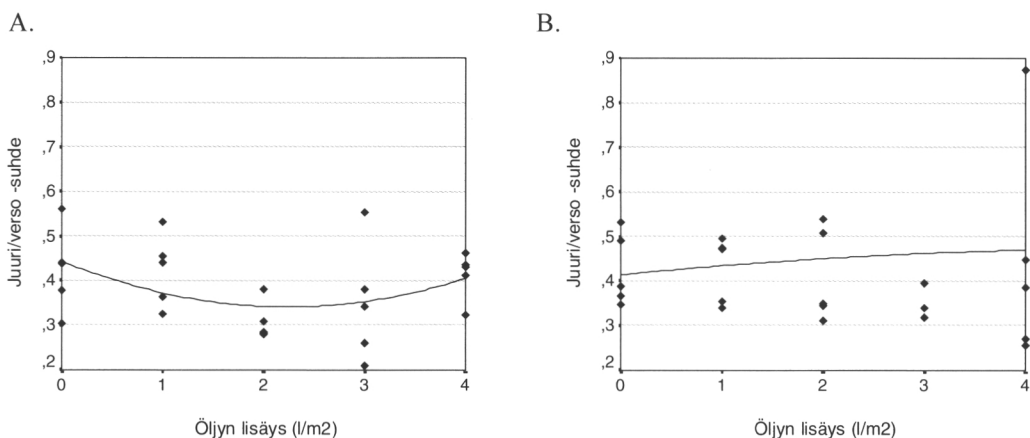 A.
,9
,8
,7
,6
,5
,4
,3
,2
0 1 2 3 4
Juuri/verso -suhde
Öljyn lisäys (l/m2)
B.
,9
,8
,7
,6
,5
,4
,3
,2
0 1 2 3 4
Juuri/verso -suhde
Öljyn lisäys (l/m2)